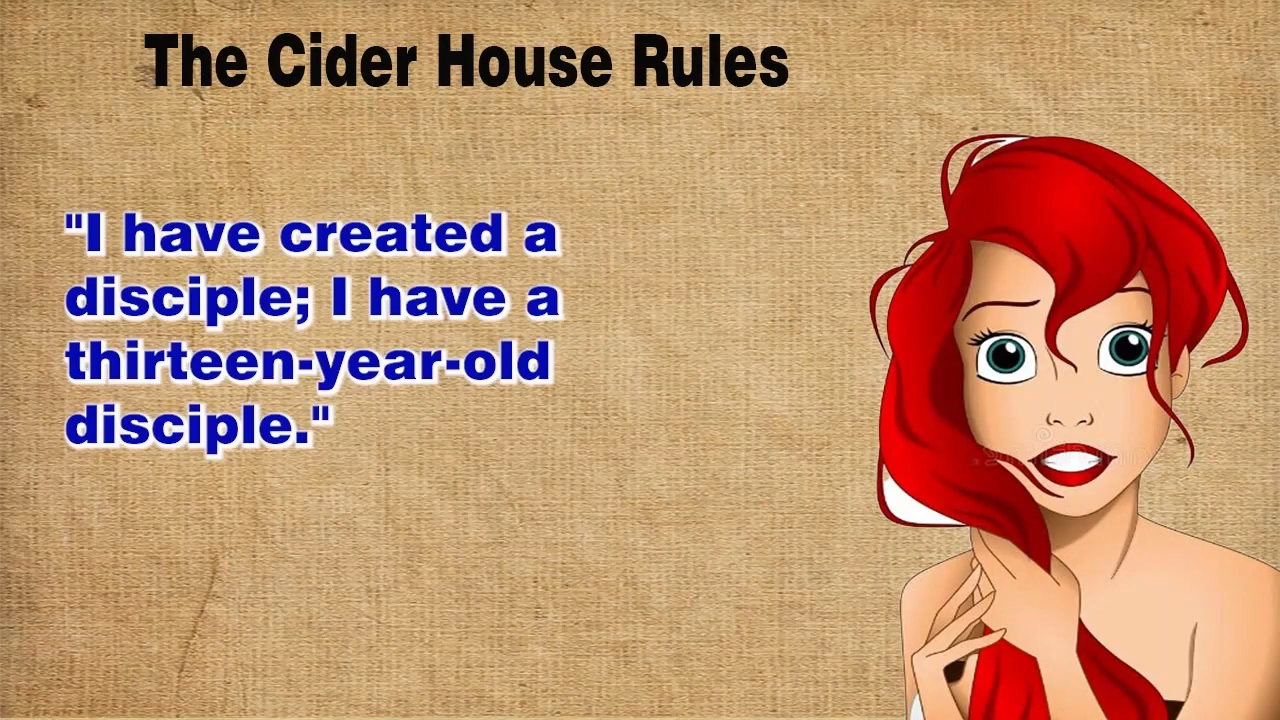 The Cider House Rules
"I have created a
disciple; I have a
thirteen-year-old
disciple."